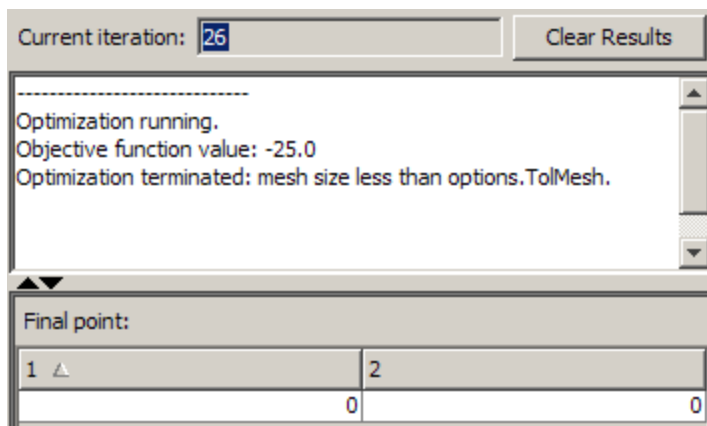 Current iteration: 26 Clear Results
-----------------------------
Optimization running.
Objective function value: -25.0
Optimization terminated: mesh size less than options.TolMesh.
Final point:
1 2
0 0